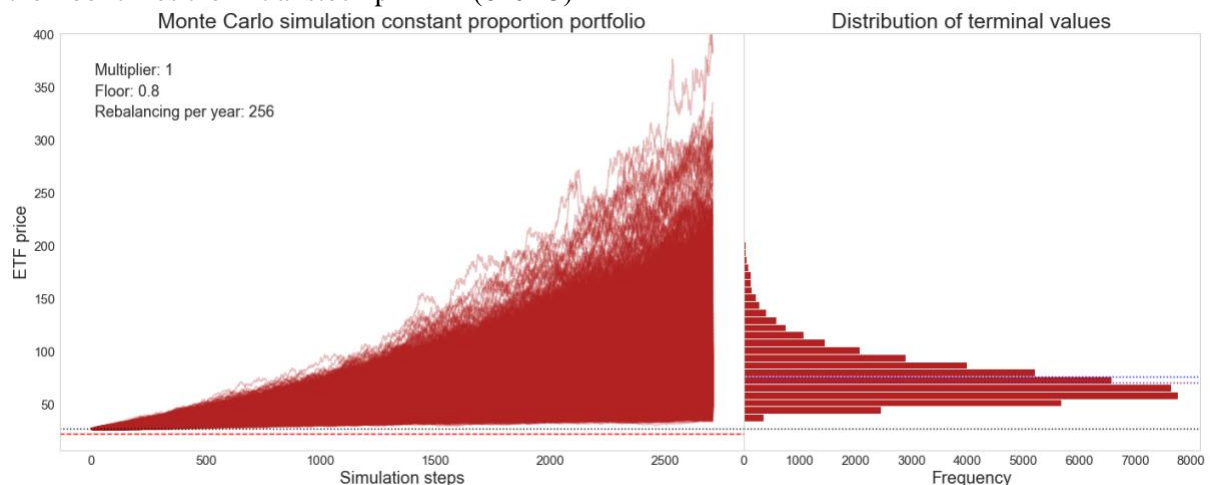 Monte Carlo simulation constant proportion portfolio
Distribution of terminal values
400
350
300
250
200
150
100
50
ETF price
Multiplier: 1
Floor: 0.8
Rebalancing per year: 256
0
500
1000
1500
2000
2500
Simulation steps
0
1000
2000
3000
4000
5000
6000
7000
8000
Frequency